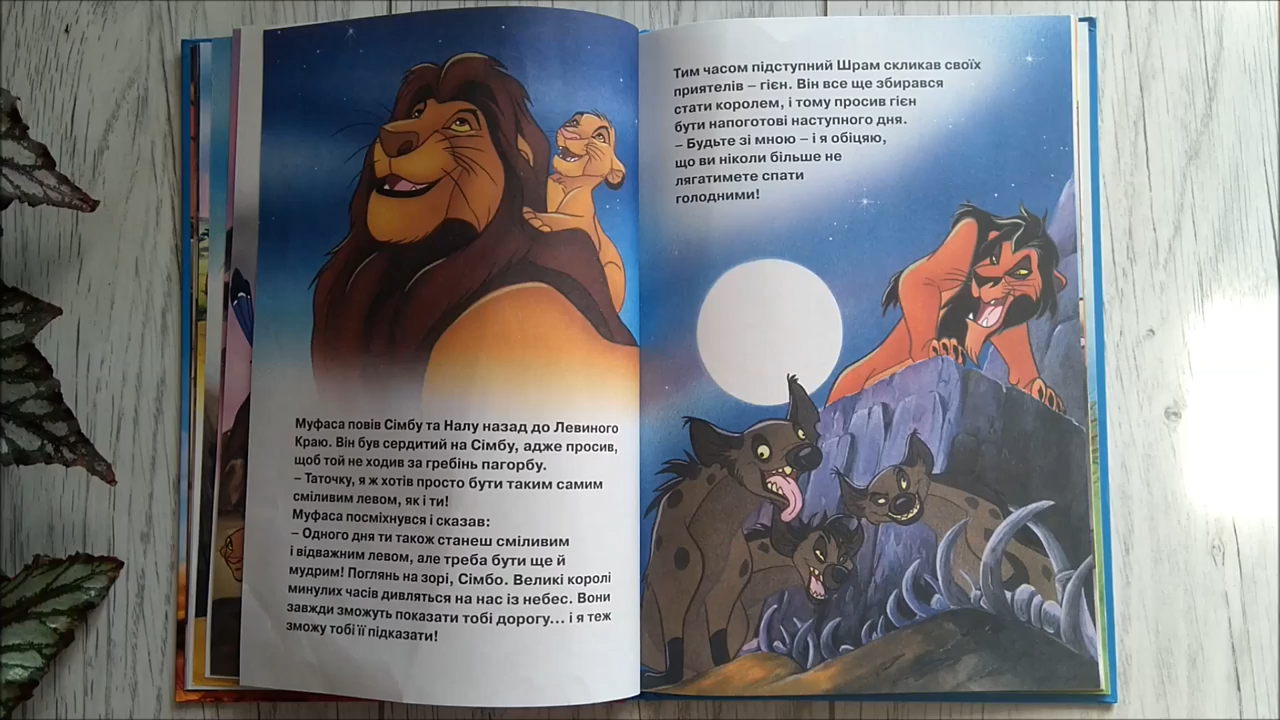 Муфаса повів Сімбу та Налу назад до Левиного
Краю. Він був сердитий на Сімбу, адже просив,
щоб той не ходив за гребінь пагорбу.
– Таточку, я ж хотів просто бути таким самим
сміливим левом, як і ти!
Муфаса посміхнувся і сказав:
– Одного дня ти також станеш сміливим
і відважним левом, але треба бути ще й
мудрим! Поглянь на зорі, Сімбо. Великі королі
минулих часів дивляться на нас із небес. Вони
завжди зможуть показати тобі дорогу... і я теж
зможу тобі її підказати!
Тим часом підступний Шрам скликав своїх
приятелів – гієн. Він все ще збирався
стати королем, і тому просив гієн
бути напоготові наступного дня.
– Будьте зі мною – і я обіцяю,
що ви ніколи більше не
лягатимете спати
голодними!